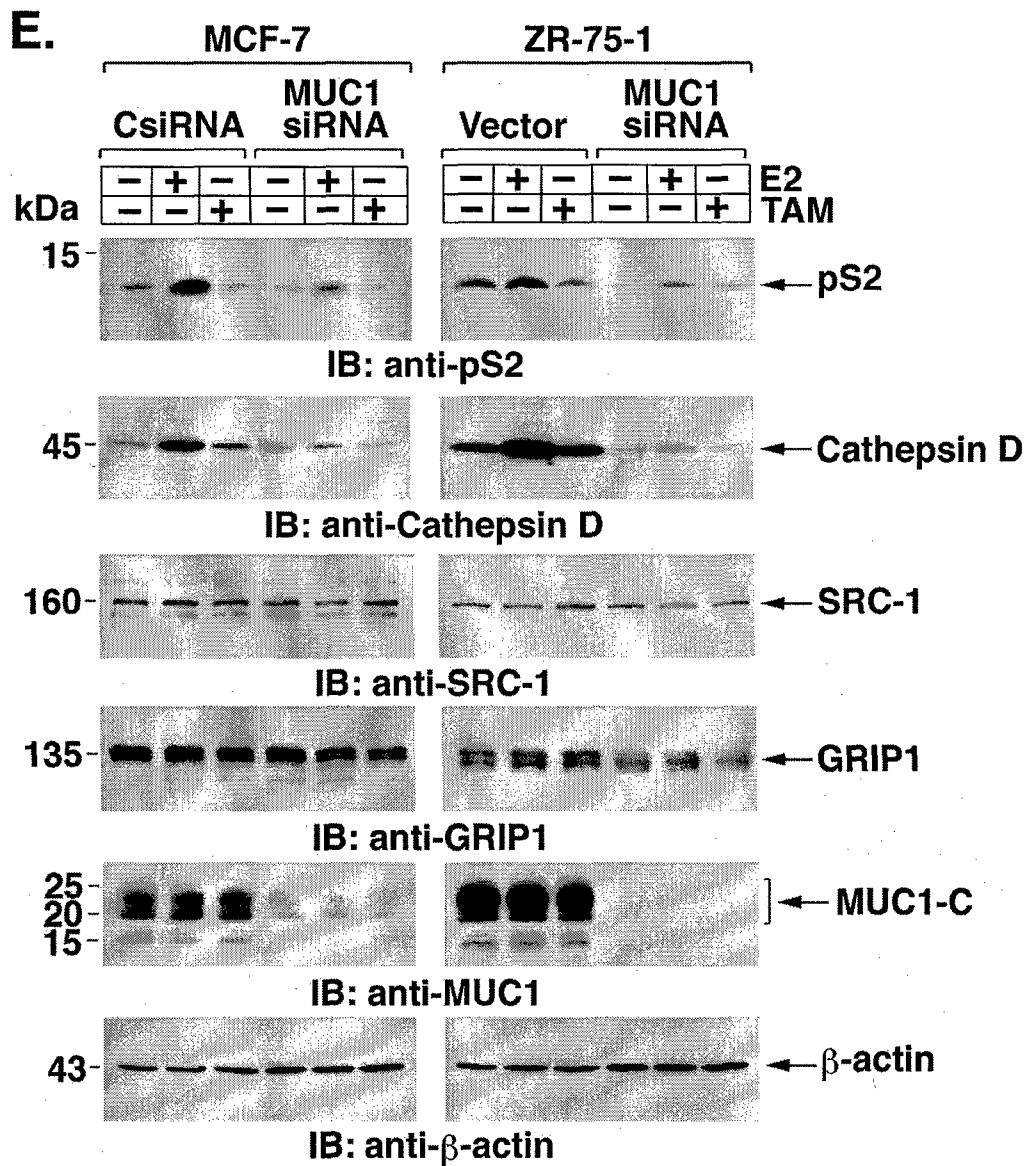 E.
MCF-7 ZR-75-1
CsiRNA MUC1 siRNA Vector MUC1 siRNA
− + − − + − − + − − + − E2
kDa − − + − − + − − + − − + TAM
15 pS2
IB: anti-pS2
45 Cathepsin D
IB: anti-Cathepsin D
160 SRC-1
IB: anti-SRC-1
135 GRIP1
IB: anti-GRIP1
25
20 MUC1-C
15
IB: anti-MUC1
43 β-actin
IB: anti-β-actin